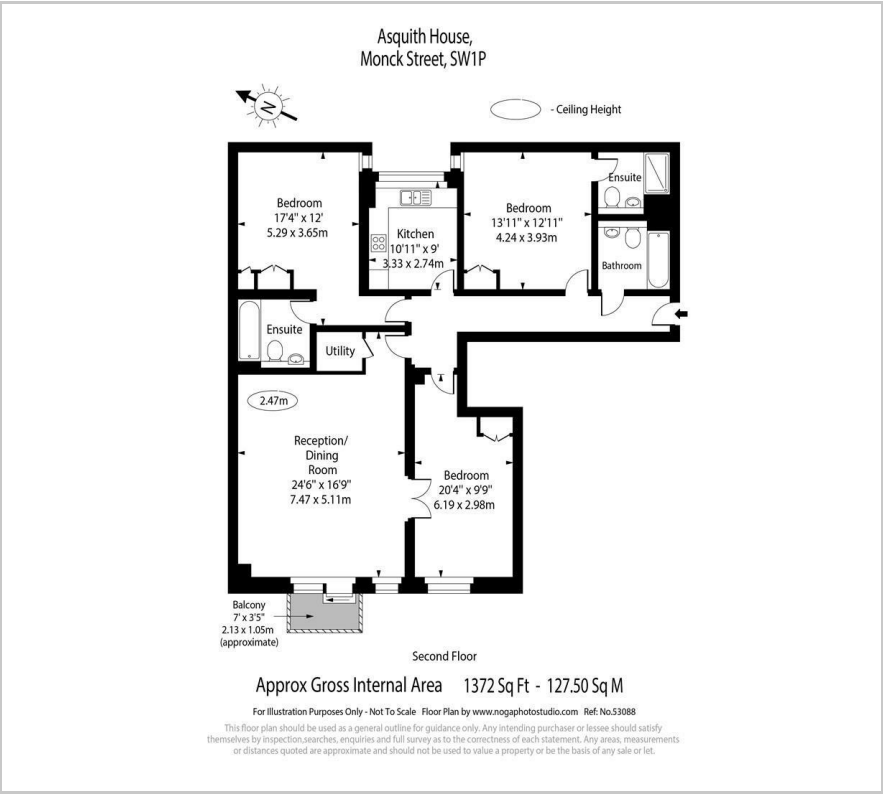 Asquith House,
Monck Street, SW1P
N
- Ceiling Height
Bedroom
17'4" x 12'
5.29 x 3.65m
Kitchen
10'11" x 9'
3.33 x 2.74m
Bedroom
13'11" x 12'11"
4.24 x 3.93m
Ensuite
Bathroom
Ensuite
Utility
2.47m
Reception/
Dining
Room
24'6" x 16'9"
7.47 x 5.11m
Bedroom
20'4" x 9'9"
6.19 x 2.98m
Balcony
7' x 3'5"
2.13 x 1.05m
(approximate)
Second Floor
Approx Gross Internal Area 1372 Sq Ft - 127.50 Sq M
For Illustration Purposes Only - Not To Scale Floor Plan by www.nogaphotostudio.com Ref: No.53088
This floor plan should be used as a general outline for guidance only. Any intending purchaser or lessee should satisfy
themselves by inspection,searches, enquiries and full survey as to the correctness of each statement. Any areas, measurements
or distances quoted are approximate and should not be used to value a property or be the basis of any sale or let.